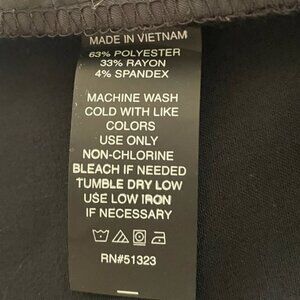 MADE IN VIETNAM
63% POLYESTER
33% RAYON
4% SPANDEX
MACHINE WASH
COLD WITH LIKE
COLORS
USE ONLY
NON-CHLORINE
BLEACH IF NEEDED
TUMBLE DRY LOW
USE LOW IRON
IF NECESSARY
RN#51323